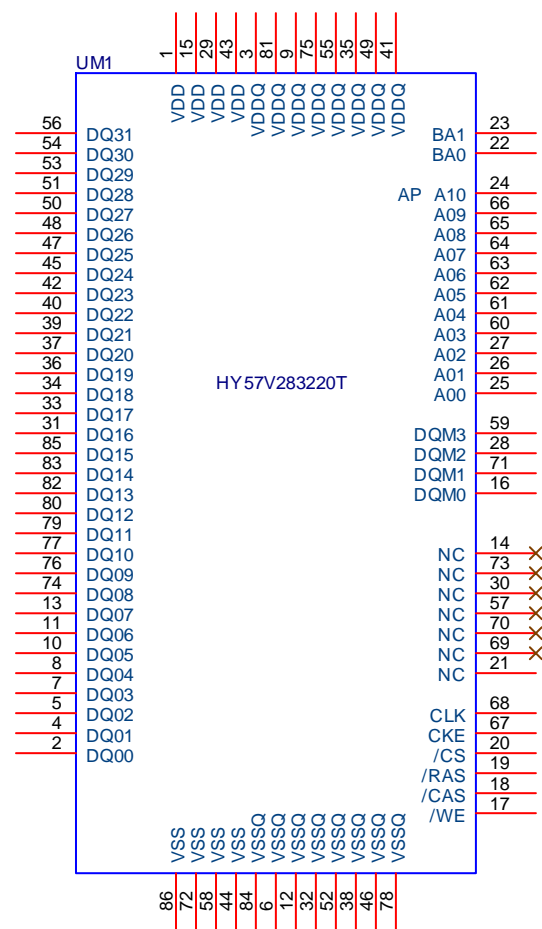 UM1
1 15 29 43 3 81 9 75 55 35 49 41
VDD VDD VDD VDD VDDQ VDDQ VDDQ VDDQ VDDQ VDDQ VDDQ VDDQ
56 DQ31
54 DQ30
53 DQ29
51 DQ28
50 DQ27
48 DQ26
47 DQ25
45 DQ24
42 DQ23
40 DQ22
39 DQ21
37 DQ20
36 DQ19
34 DQ18
33 DQ17
31 DQ16
85 DQ15
83 DQ14
82 DQ13
80 DQ12
79 DQ11
77 DQ10
76 DQ09
74 DQ08
13 DQ07
11 DQ06
10 DQ05
8 DQ04
7 DQ03
5 DQ02
4 DQ01
2 DQ00
HY57V283220T
BA1 23
BA0 22
AP A10 24
A09 66
A08 65
A07 64
A06 63
A05 62
A04 61
A03 60
A02 27
A01 26
A00 25
DQM3 59
DQM2 28
DQM1 71
DQM0 16
NC 14
NC 73
NC 30
NC 57
NC 70
NC 69
NC 21
CLK 68
CKE 67
/CS 20
/RAS 19
/CAS 18
/WE 17
VSS VSS VSS VSS VSSQ VSSQ VSSQ VSSQ VSSQ VSSQ VSSQ VSSQ
86 72 58 44 84 6 12 32 52 38 46 78